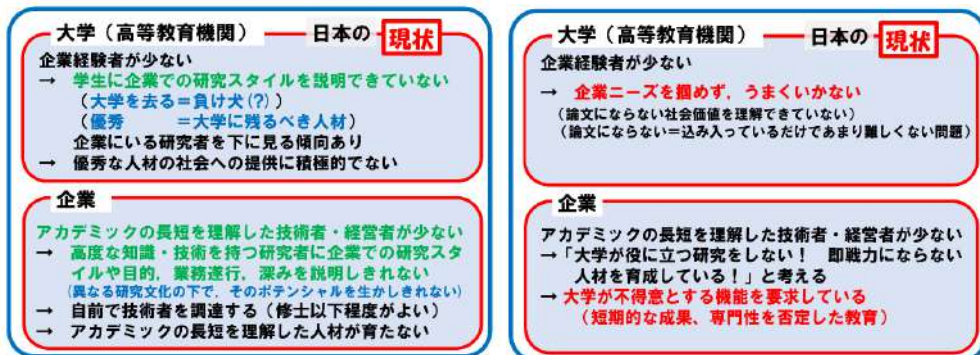 大学（高等教育機関） 日本の 現状
企業経験者が少ない
→ 学生に企業での研究スタイルを説明できていない
（大学を去る＝負け犬(?)）
（優秀 ＝大学に残るべき人材）
企業にいる研究者を下に見る傾向あり
→ 優秀な人材の社会への提供に積極的でない
企業
アカデミックの長短を理解した技術者・経営者が少ない
→ 高度な知識・技術を持つ研究者に企業での研究スタ
イルや目的，業務遂行，深みを説明しきれない
(異なる研究文化の下で，そのポテンシャルを生かしきれない)
→ 自前で技術者を調達する（修士以下程度がよい）
→ アカデミックの長短を理解した人材が育たない
大学（高等教育機関） 日本の 現状
企業経験者が少ない
→ 企業ニーズを掴めず，うまくいかない
（論文にならない社会価値を理解できていない）
(論文にならない＝込み入っているだけであまり難しくない問題)
企業
アカデミックの長短を理解した技術者・経営者が少ない
→「大学が役に立つ研究をしない！ 即戦力にならない
人材を育成している！」と考える
→ 大学が不得意とする機能を要求している
（短期的な成果、専門性を否定した教育）